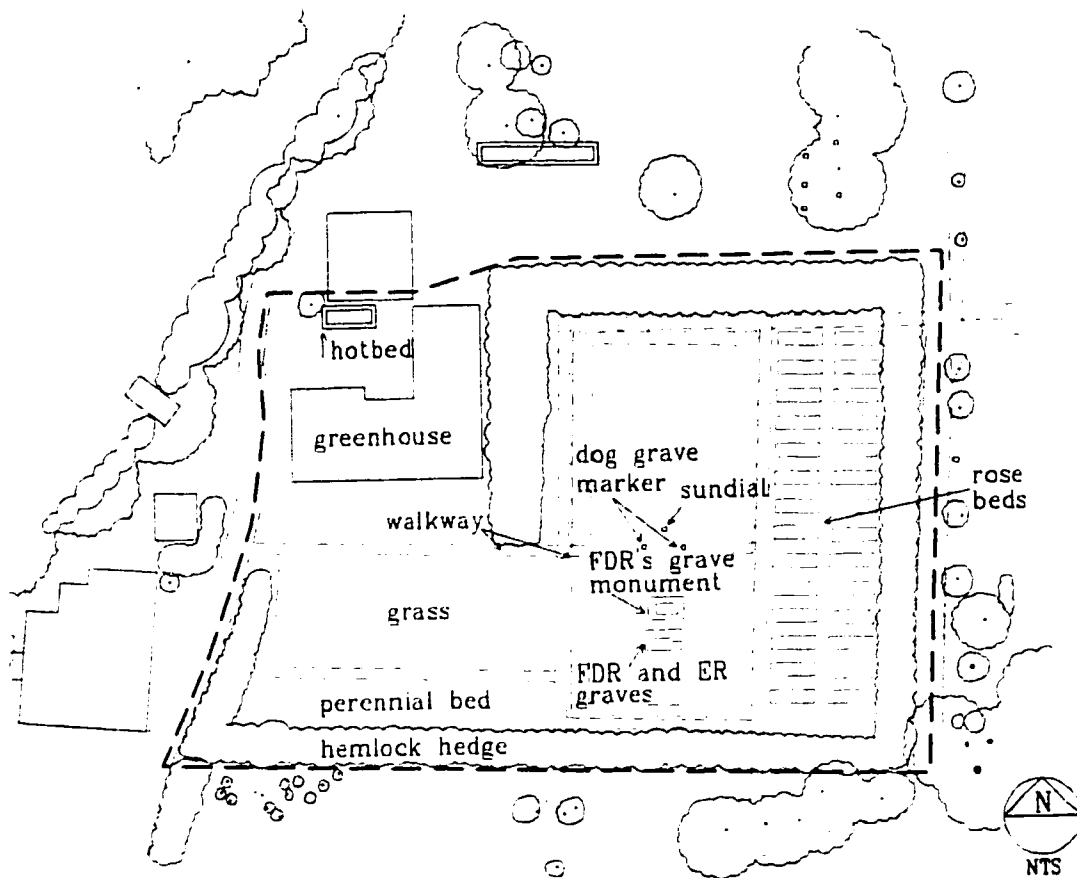 hotbed
greenhouse
dog grave
marker
sundial
rose
beds
walkway
FDR's grave
monument
grass
FDR and ER
graves
perennial bed
hemlock hedge
N
NTS